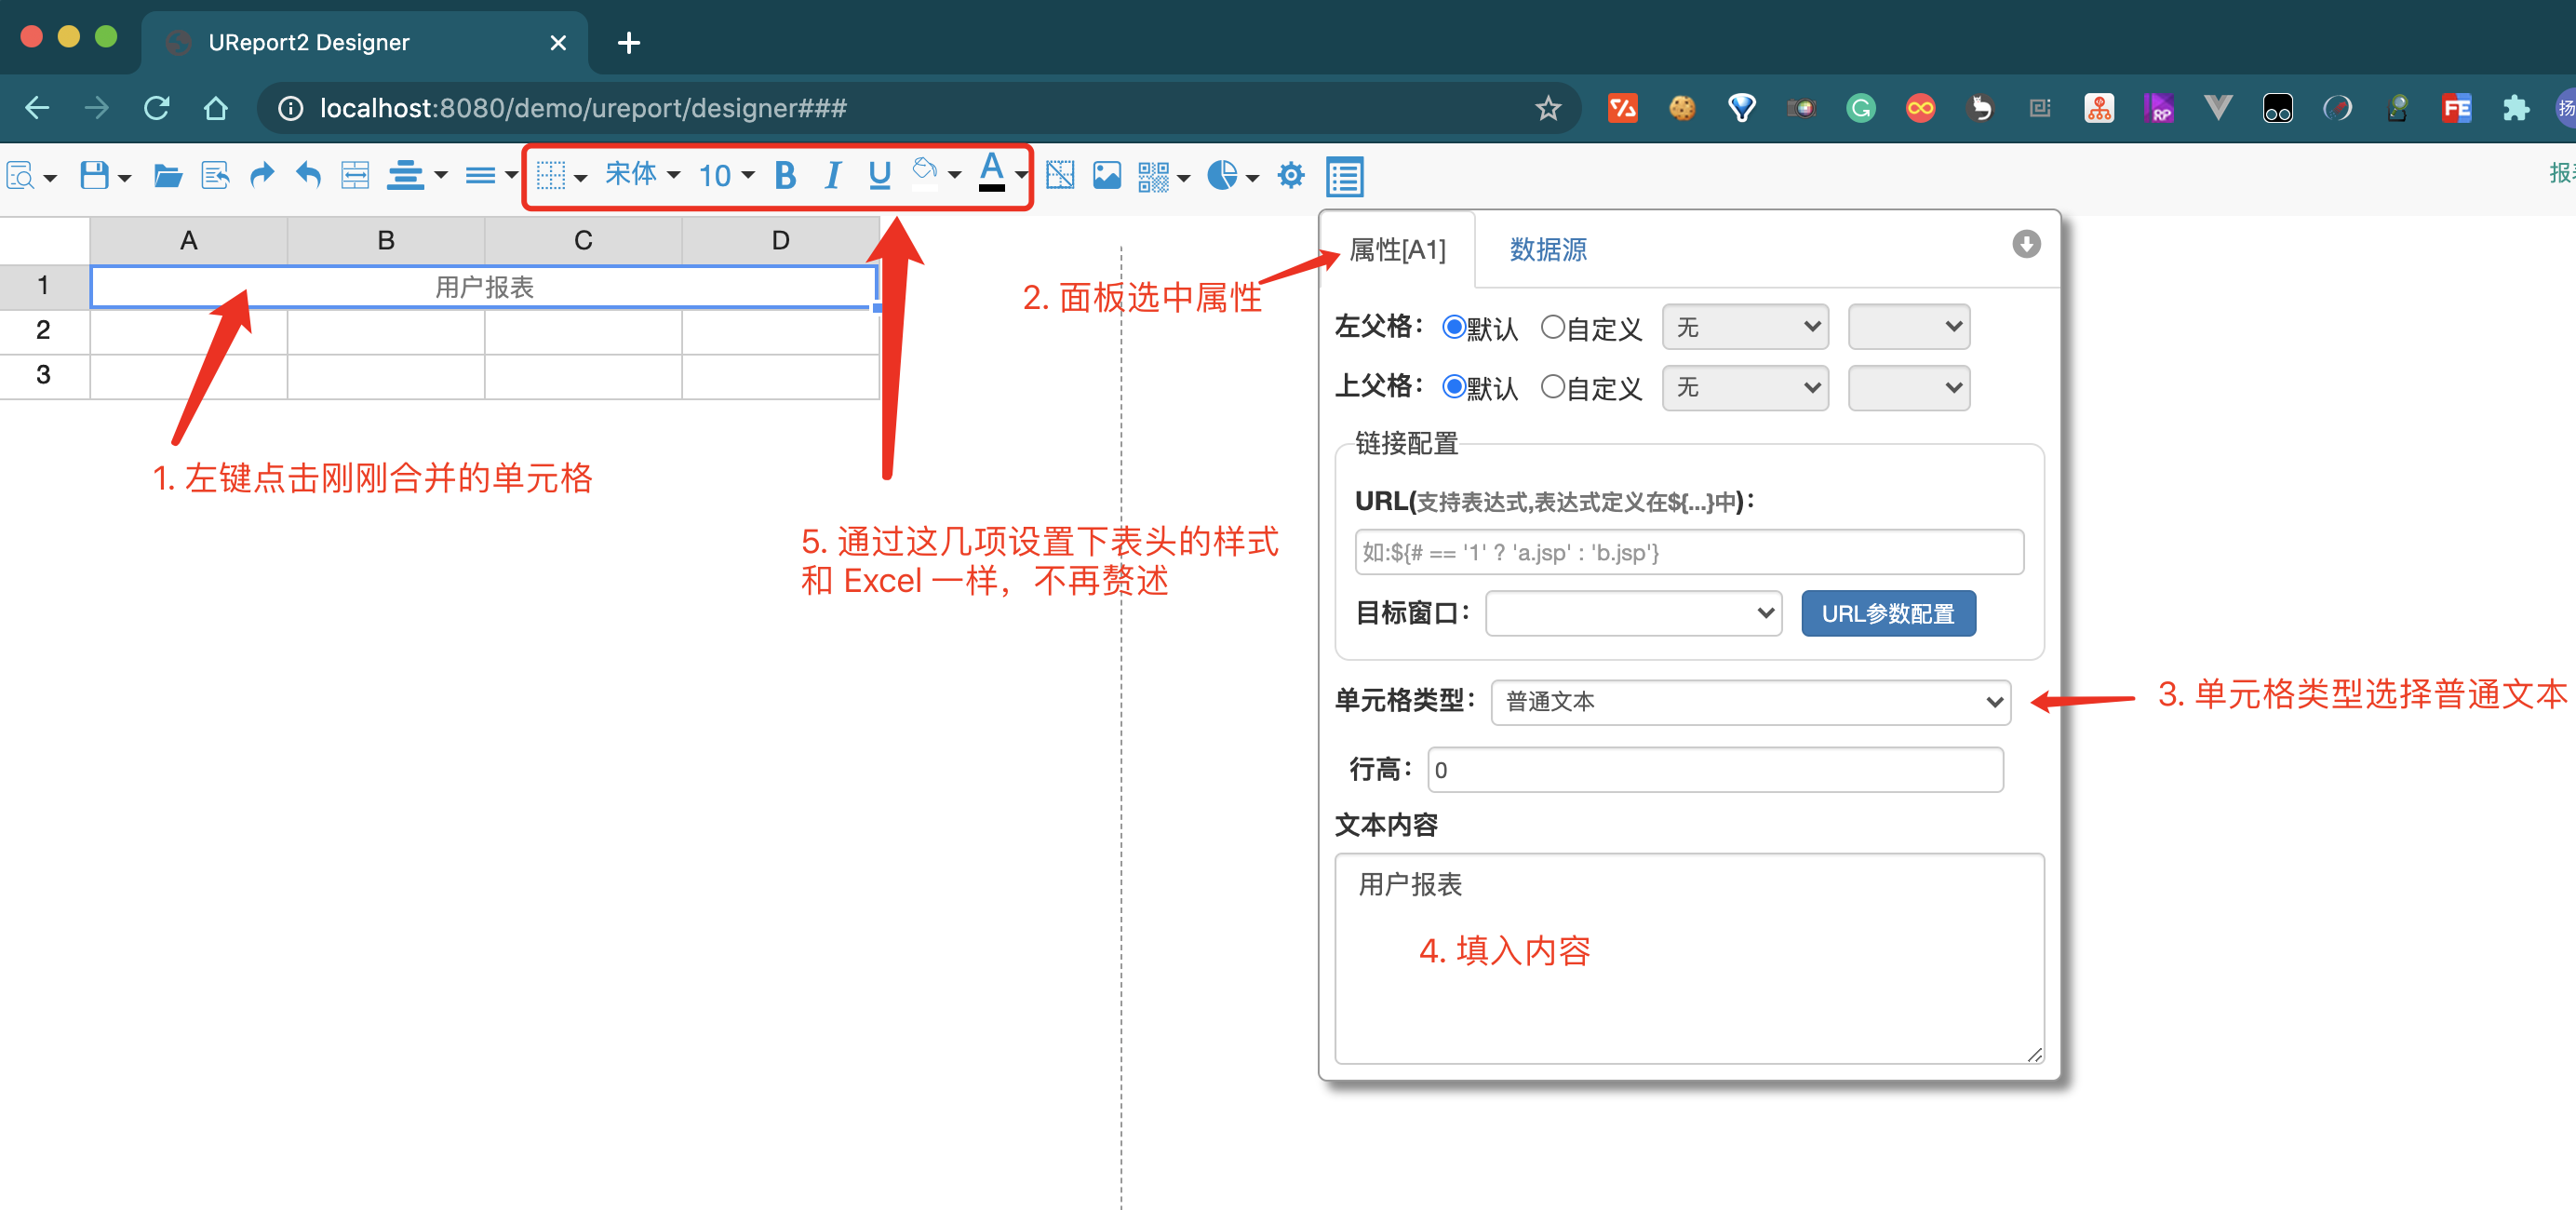 UReport2 Designer
localhost:8080/demo/ureport/designer###
RP
FE
扬
宋体
10
B
I
U
A
报
A
B
C
D
1
用户报表
2
3
1. 左键点击刚刚合并的单元格
5. 通过这几项设置下表头的样式
和 Excel 一样，不再赘述
2. 面板选中属性
属性[A1]
数据源
左父格：
默认
自定义
无
上父格：
默认
自定义
无
链接配置
URL(支持表达式,表达式定义在${...}中)：
如:${# == '1' ? 'a.jsp' : 'b.jsp'}
目标窗口：
URL参数配置
单元格类型：
普通文本
3. 单元格类型选择普通文本
行高：
0
文本内容
用户报表
4. 填入内容